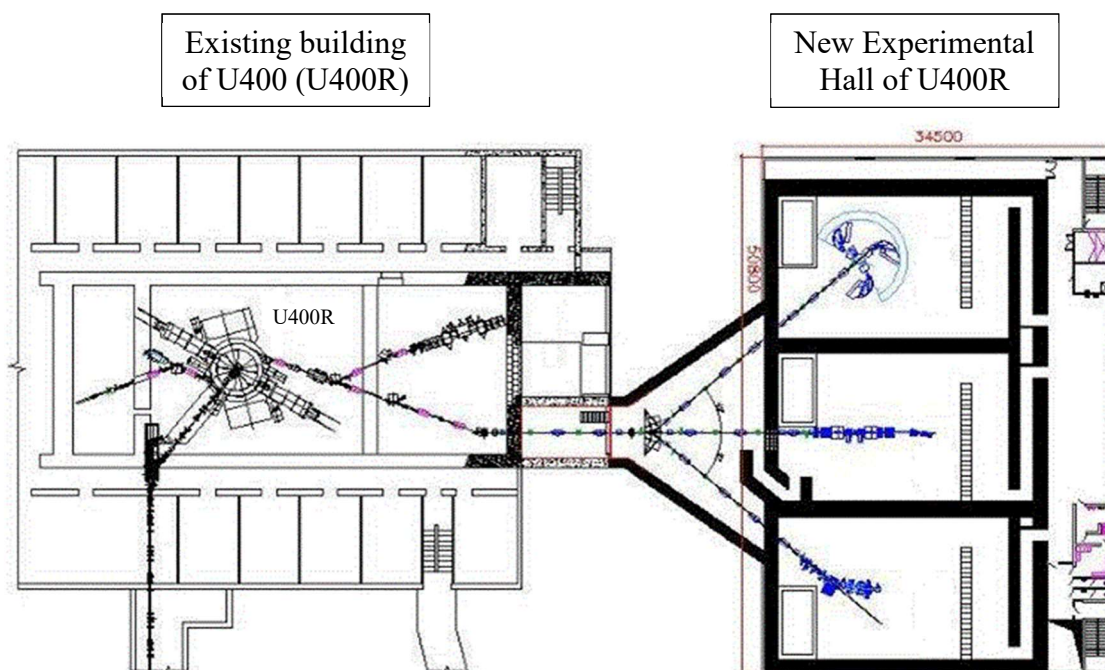 Existing building
of U400 (U400R)
New Experimental
Hall of U400R
34500
50800
U400R